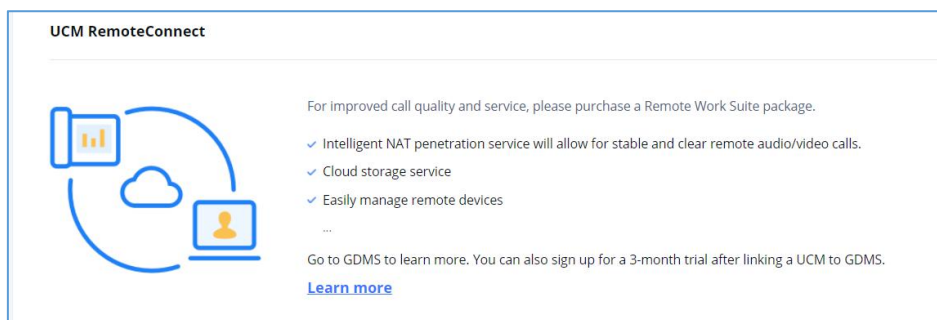 UCM RemoteConnect
For improved call quality and service, please purchase a Remote Work Suite package.
Intelligent NAT penetration service will allow for stable and clear remote audio/video calls.
Cloud storage service
Easily manage remote devices
...
Go to GDMS to learn more. You can also sign up for a 3-month trial after linking a UCM to GDMS.
Learn more